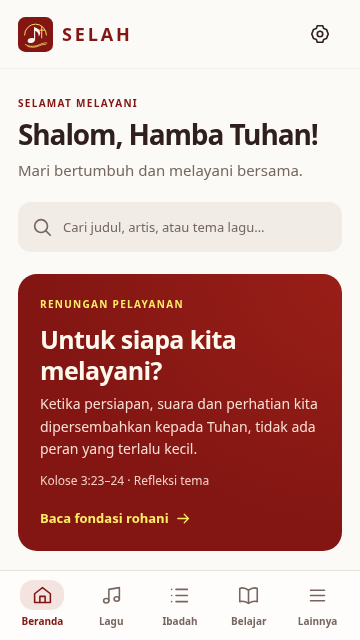 SELAH
SELAMAT MELAYANI
Shalom, Hamba Tuhan!
Mari bertumbuh dan melayani bersama.
Cari judul, artis, atau tema lagu...
RENUNGAN PELAYANAN
Untuk siapa kita
melayani?
Ketika persiapan, suara dan perhatian kita
dipersembahkan kepada Tuhan, tidak ada
peran yang terlalu kecil.
Kolose 3:23–24 · Refleksi tema
Baca fondasi rohani →
Beranda
Lagu
Ibadah
Belajar
Lainnya